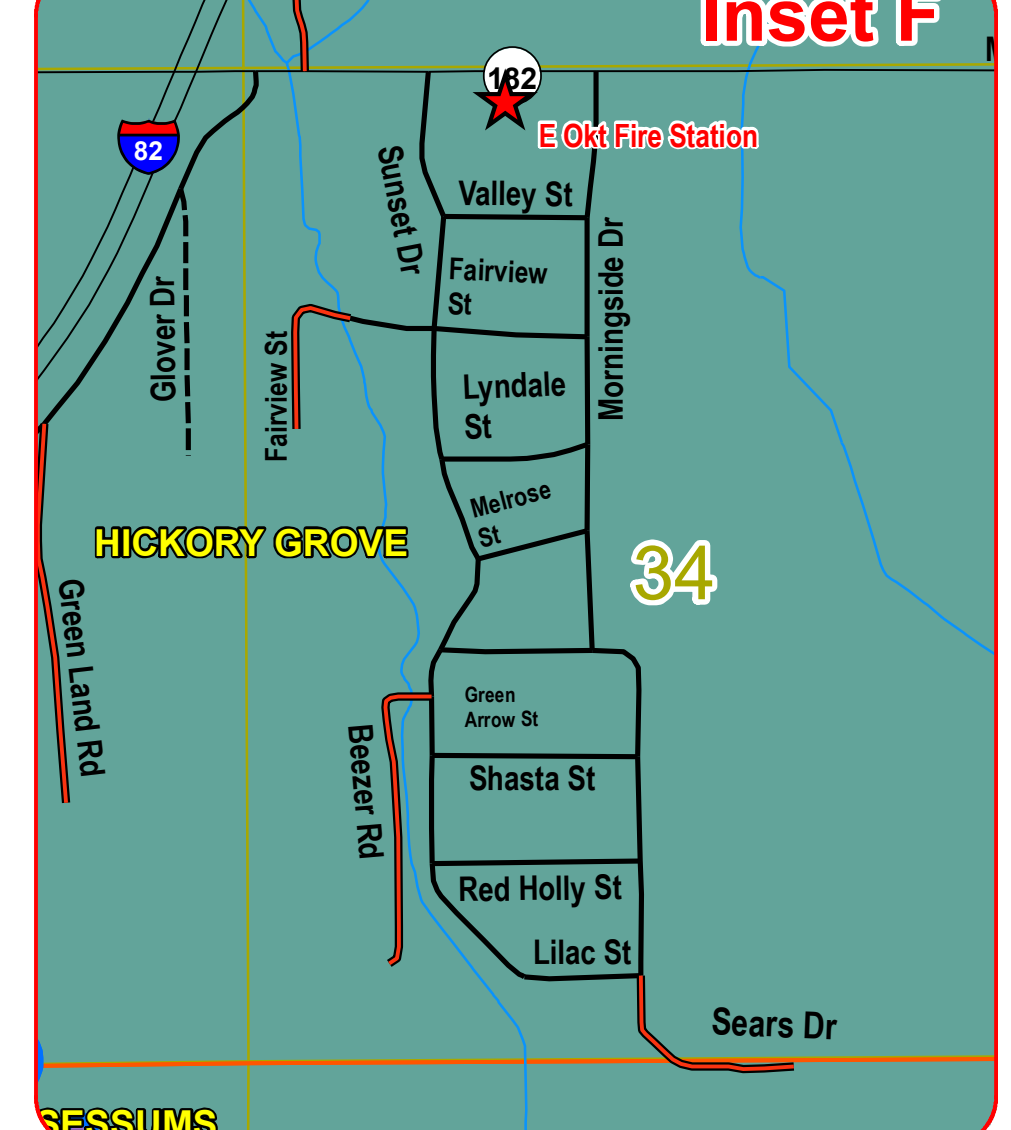 Inset F
182
E Okt Fire Station
82
Sunset Dr
Valley St
Morningside Dr
Fairview
St
Glover Dr
Fairview St
Lyndale
St
Melrose
St
HICKORY GROVE
34
Green Land Rd
Green
Arrow St
Beezer Rd
Shasta St
Red Holly St
Lilac St
Sears Dr
SESSUMS